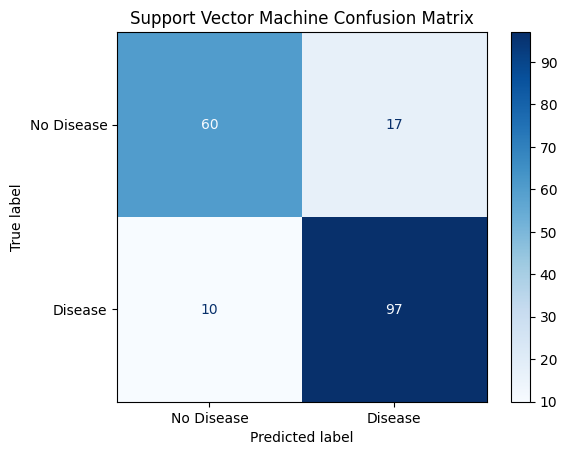 Support Vector Machine Confusion Matrix
True label
No Disease
Disease
60
17
10
97
No Disease
Disease
Predicted label
90
80
70
60
50
40
30
20
10